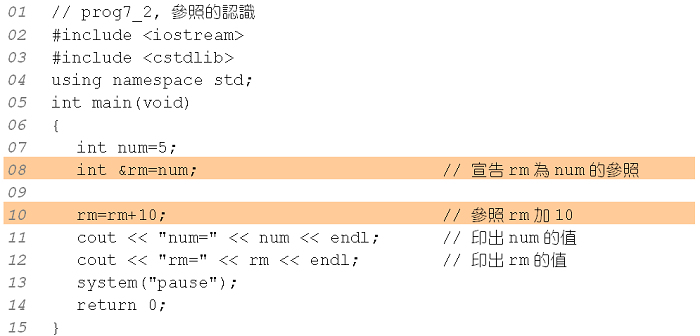 01 // prog7_2, 參照的認識
02 #include <iostream>
03 #include <cstdlib>
04 using namespace std;
05 int main(void)
06 {
07 int num=5;
08 int &rm=num; // 宣告 rm 為 num 的參照
09
10 rm=rm+10; // 參照 rm 加 10
11 cout << "num=" << num << endl; // 印出 num 的值
12 cout << "rm=" << rm << endl; // 印出 rm 的值
13 system("pause");
14 return 0;
15 }